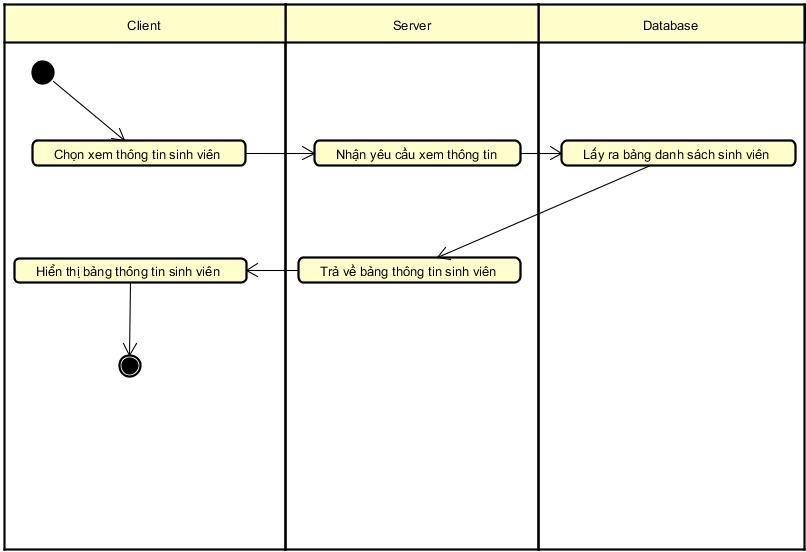 Client
Server
Database
Chọn xem thông tin sinh viên
Nhận yêu cầu xem thông tin
Lấy ra bảng danh sách sinh viên
Hiển thị bảng thông tin sinh viên
Trả về bảng thông tin sinh viên